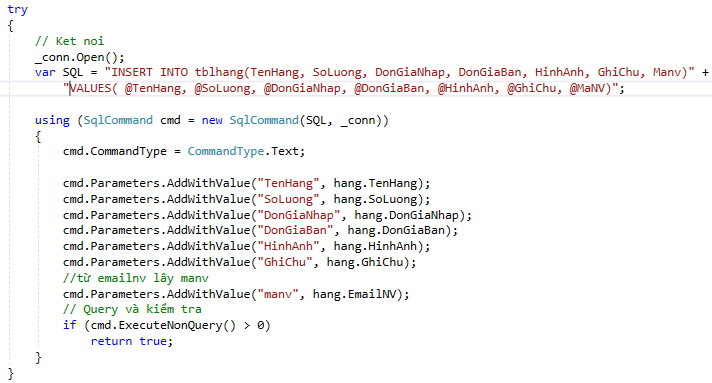 try
{
// Ket noi
_conn.Open();
var SQL = "INSERT INTO tblhang(TenHang, SoLuong, DonGiaNhap, DonGiaBan, HinhAnh, GhiChu, Manv)" +
"VALUES( @TenHang, @SoLuong, @DonGiaNhap, @DonGiaBan, @HinhAnh, @GhiChu, @MaNV)";
using (SqlCommand cmd = new SqlCommand(SQL, _conn))
{
cmd.CommandType = CommandType.Text;
cmd.Parameters.AddWithValue("TenHang", hang.TenHang);
cmd.Parameters.AddWithValue("SoLuong", hang.SoLuong);
cmd.Parameters.AddWithValue("DonGiaNhap", hang.DonGiaNhap);
cmd.Parameters.AddWithValue("DonGiaBan", hang.DonGiaBan);
cmd.Parameters.AddWithValue("HinhAnh", hang.HinhAnh);
cmd.Parameters.AddWithValue("GhiChu", hang.GhiChu);
//từ emailnv lấy manv
cmd.Parameters.AddWithValue("manv", hang.EmailNV);
// Query và kiểm tra
if (cmd.ExecuteNonQuery() > 0)
return true;
}
}